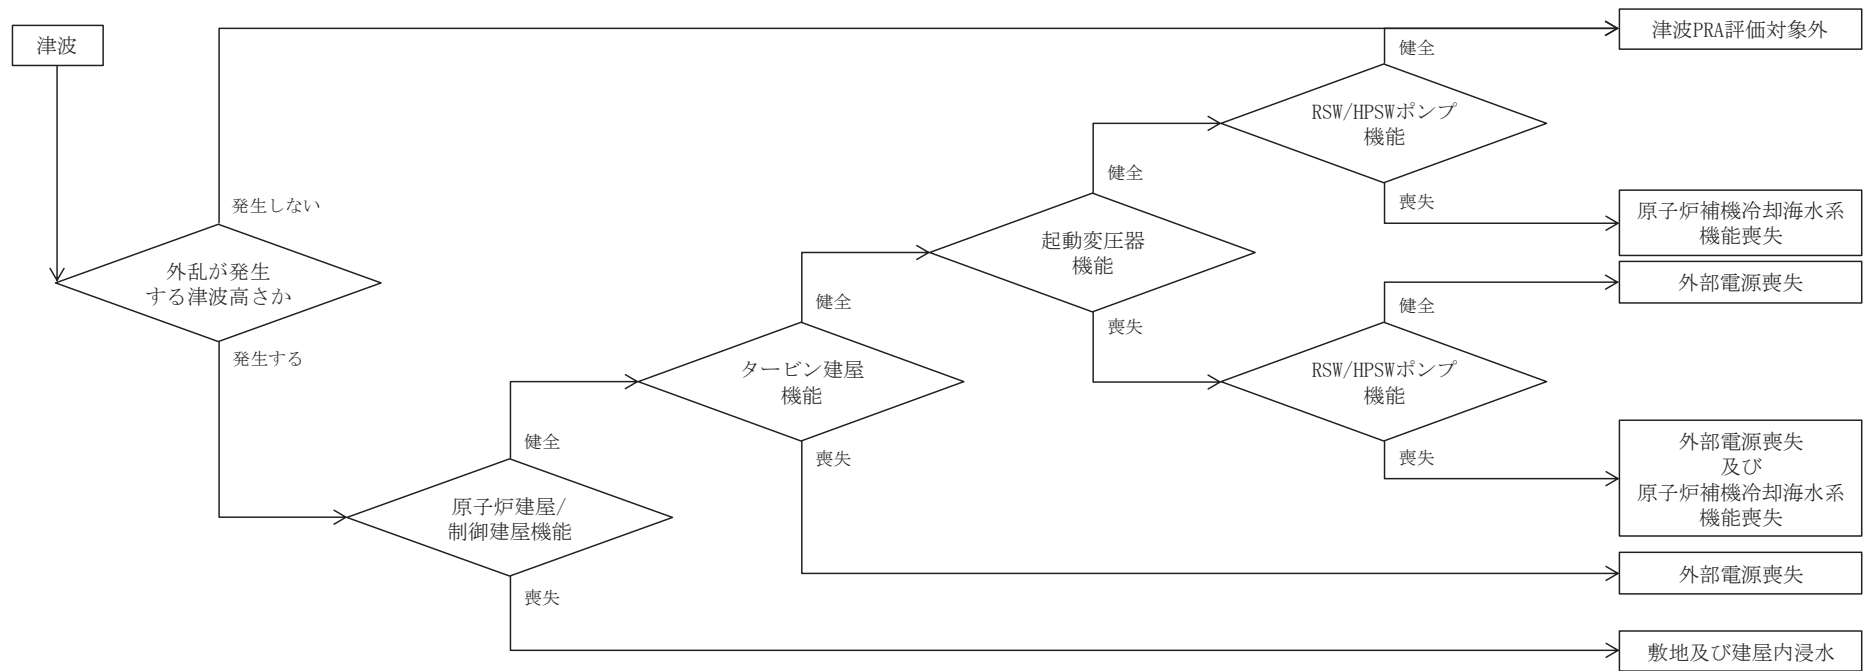 津波
津波PRA評価対象外
健全
RSW/HPSWポンプ
機能
健全
喪失
発生しない
原子炉補機冷却海水系
機能喪失
起動変圧器
機能
外乱が発生
する津波高さか
外部電源喪失
健全
健全
喪失
発生する
タービン建屋
機能
RSW/HPSWポンプ
機能
健全
喪失
喪失
外部電源喪失
及び
原子炉補機冷却海水系
機能喪失
原子炉建屋/
制御建屋機能
外部電源喪失
喪失
敷地及び建屋内浸水